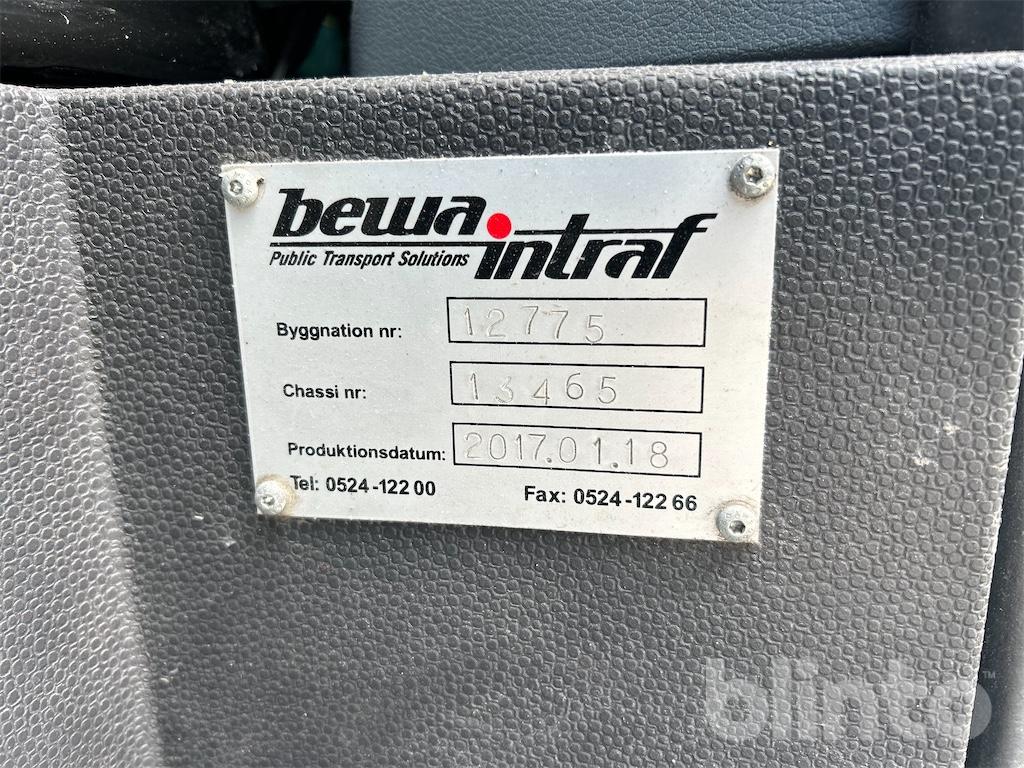 bewa intraf
Public Transport Solutions
Byggnation nr: 12775
Chassi nr: 13465
Produktionsdatum: 2017.01.18
Tel: 0524-122 00 Fax: 0524-122 66
blinto™